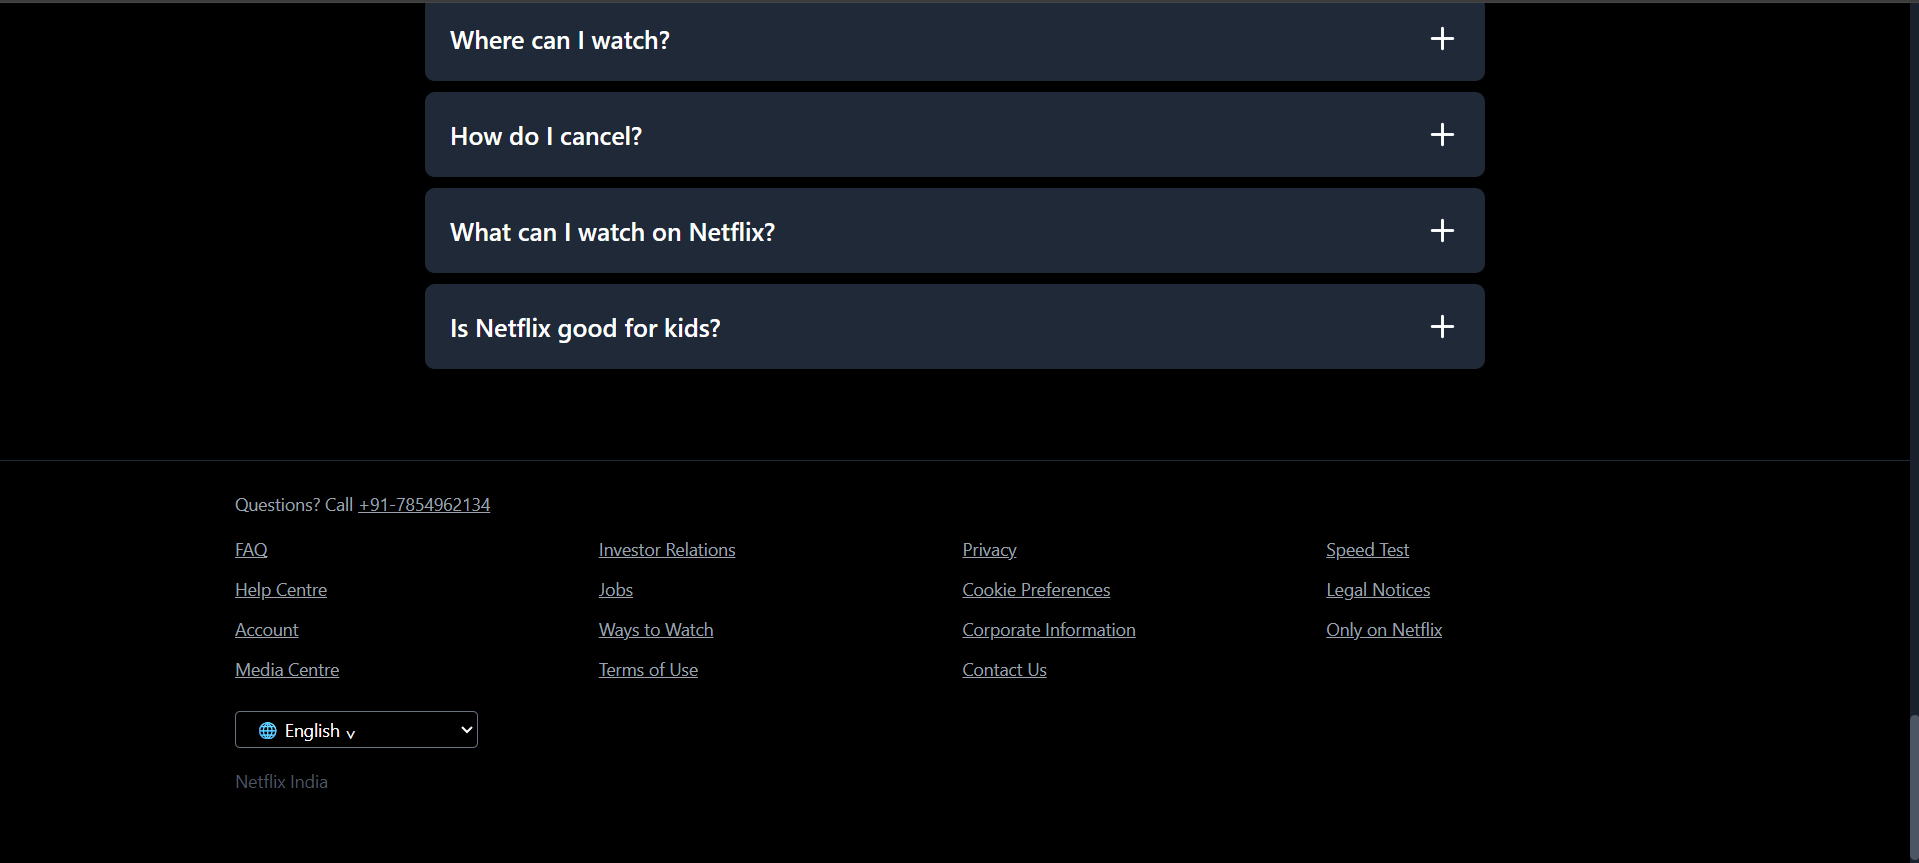 Where can I watch?
How do I cancel?
What can I watch on Netflix?
Is Netflix good for kids?
Questions? Call +91-7854962134
FAQ
Investor Relations
Privacy
Speed Test
Help Centre
Jobs
Cookie Preferences
Legal Notices
Account
Ways to Watch
Corporate Information
Only on Netflix
Media Centre
Terms of Use
Contact Us
English v
Netflix India